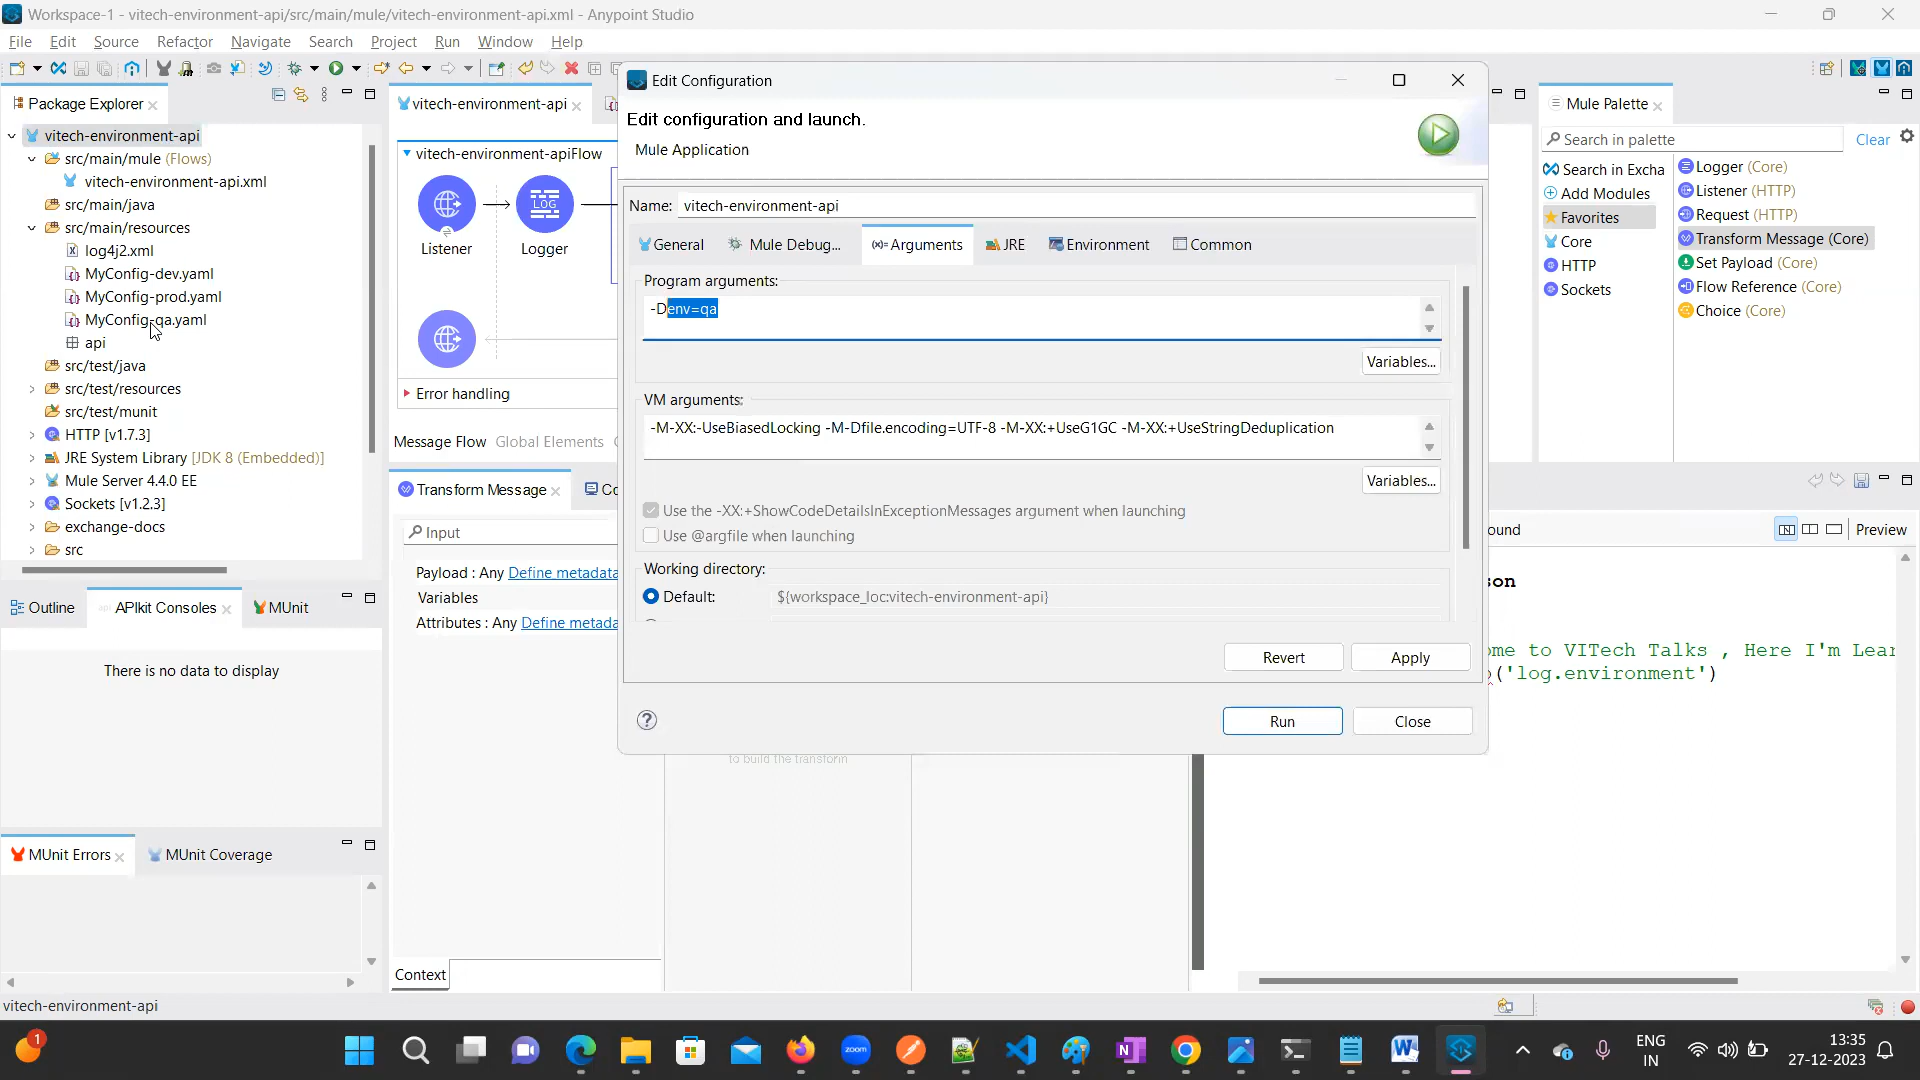 Workspace-1 - vitech-environment-api/src/main/mule/vitech-environment-api.xml - Anypoint Studio
File Edit Source Refactor Navigate Search Project Run Window Help
Package Explorer
vitech-environment-api
src/main/mule (Flows)
vitech-environment-api.xml
src/main/java
src/main/resources
log4j2.xml
MyConfig-dev.yaml
MyConfig-prod.yaml
MyConfig-qa.yaml
api
src/test/java
src/test/resources
src/test/munit
HTTP [v1.7.3]
JRE System Library [JDK 8 (Embedded)]
Mule Server 4.4.0 EE
Sockets [v1.2.3]
exchange-docs
src
Outline APIkit Consoles MUnit
There is no data to display
MUnit Errors MUnit Coverage
vitech-environment-api
vitech-environment-api
vitech-environment-apiFlow
LOG
Listener Logger
Error handling
Message Flow Global Elements
Transform Message
Input
Payload : Any Define metadata
Variables
Attributes : Any Define metada
Context
to build the transform
Edit Configuration
Edit configuration and launch.
Mule Application
Name: vitech-environment-api
General Mule Debug... (x)= Arguments JRE Environment Common
Program arguments:
-Denv=qa
Variables...
VM arguments:
-M-XX:-UseBiasedLocking -M-Dfile.encoding=UTF-8 -M-XX:+UseG1GC -M-XX:+UseStringDeduplication
Variables...
Use the -XX:+ShowCodeDetailsInExceptionMessages argument when launching
Use @argfile when launching
Working directory:
Default: ${workspace_loc:vitech-environment-api}
Revert Apply
Run Close
Mule Palette
Search in palette Clear
Search in Excha
Add Modules
Favorites
Core
HTTP
Sockets
Logger (Core)
Listener (HTTP)
Request (HTTP)
Transform Message (Core)
Set Payload (Core)
Flow Reference (Core)
Choice (Core)
ound Preview
son
ome to VITech Talks , Here I'm Lear
('log.environment')
1
zoom
ENG
IN
13:35
27-12-2023